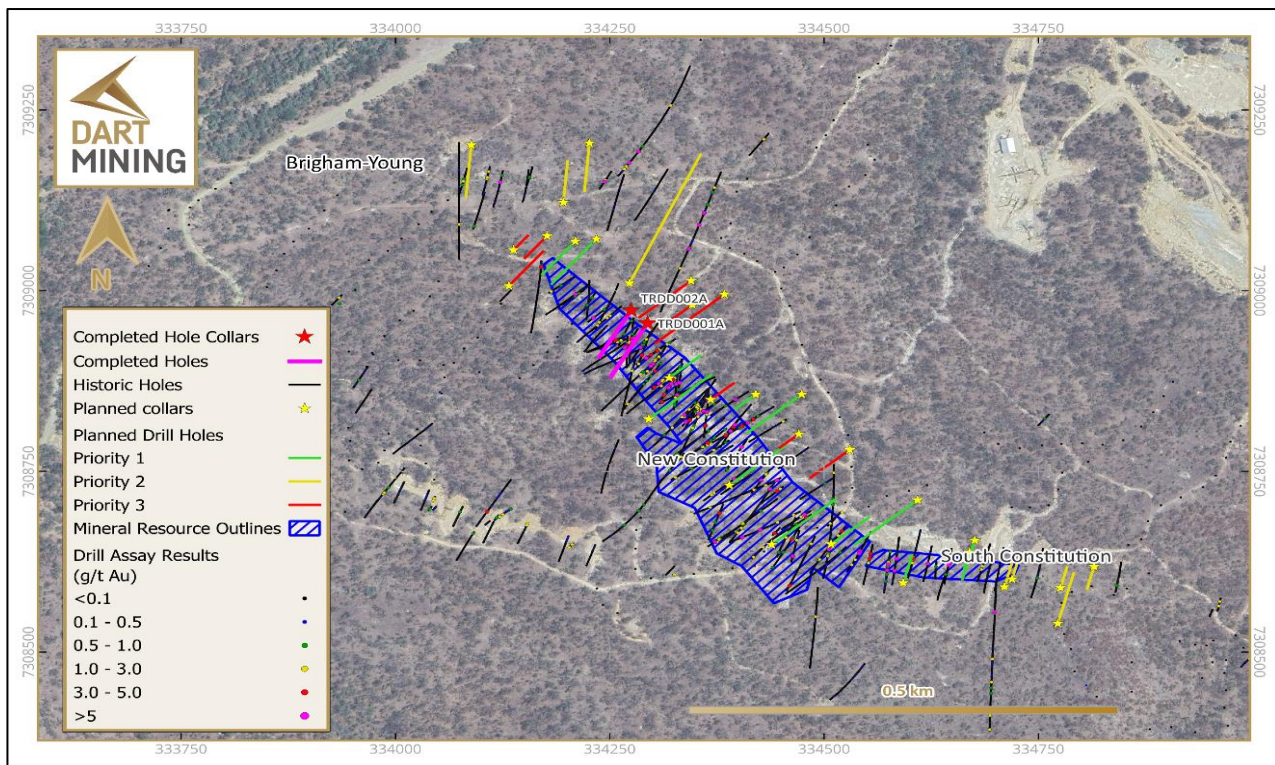 333750 334000 334250 334500 334750
7309250
7309250
DART
MINING
Brigham-Young
N
7309000
7309000
TRDD002A
TRDD001A
Completed Hole Collars
Completed Holes
Historic Holes
Planned collars
Planned Drill Holes
Priority 1
Priority 2
Priority 3
Mineral Resource Outlines
Drill Assay Results
(g/t Au)
<0.1
0.1 - 0.5
0.5 - 1.0
1.0 - 3.0
3.0 - 5.0
>5
7308750
7308750
New Constitution
South Constitution
7308500
7308500
0.5 km
333750 334000 334250 334500 334750